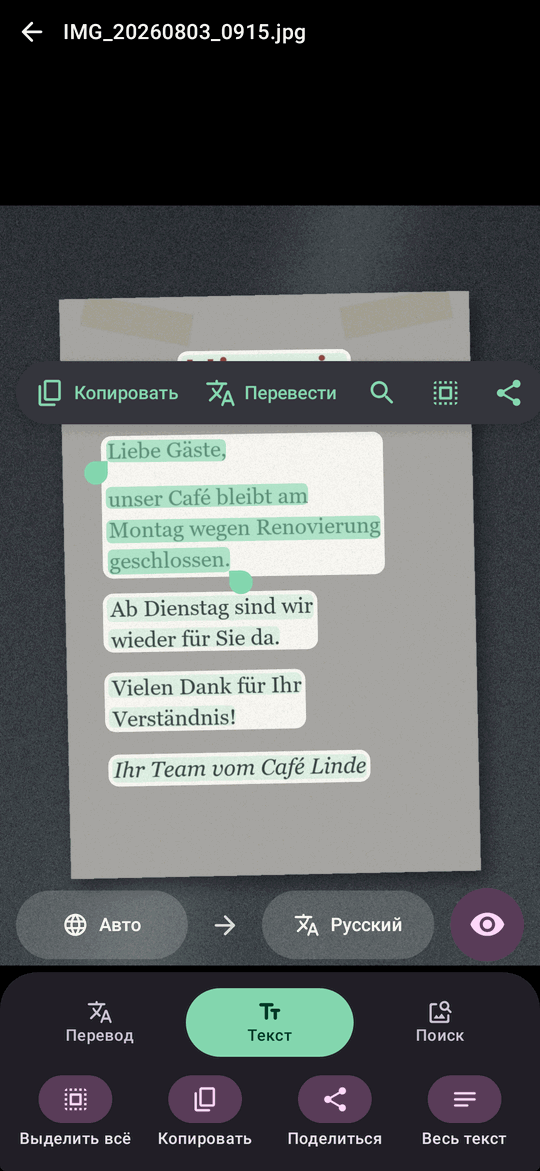 IMG_20260803_0915.jpg
Копировать
Перевести
Liebe Gäste,
unser Café bleibt am
Montag wegen Renovierung
geschlossen.
Ab Dienstag sind wir
wieder für Sie da.
Vielen Dank für Ihr
Verständnis!
Ihr Team vom Café Linde
Авто
Русский
Перевод
Текст
Поиск
Выделить всё
Копировать
Поделиться
Весь текст